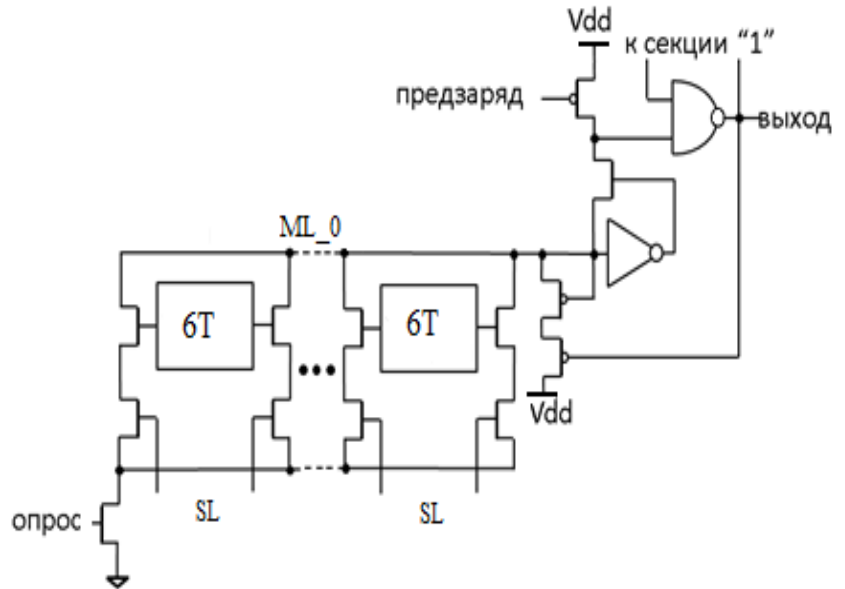 Vdd
к секции “1”
предзаряд
выход
ML_0
6T
6T
Vdd
SL
SL
опрос